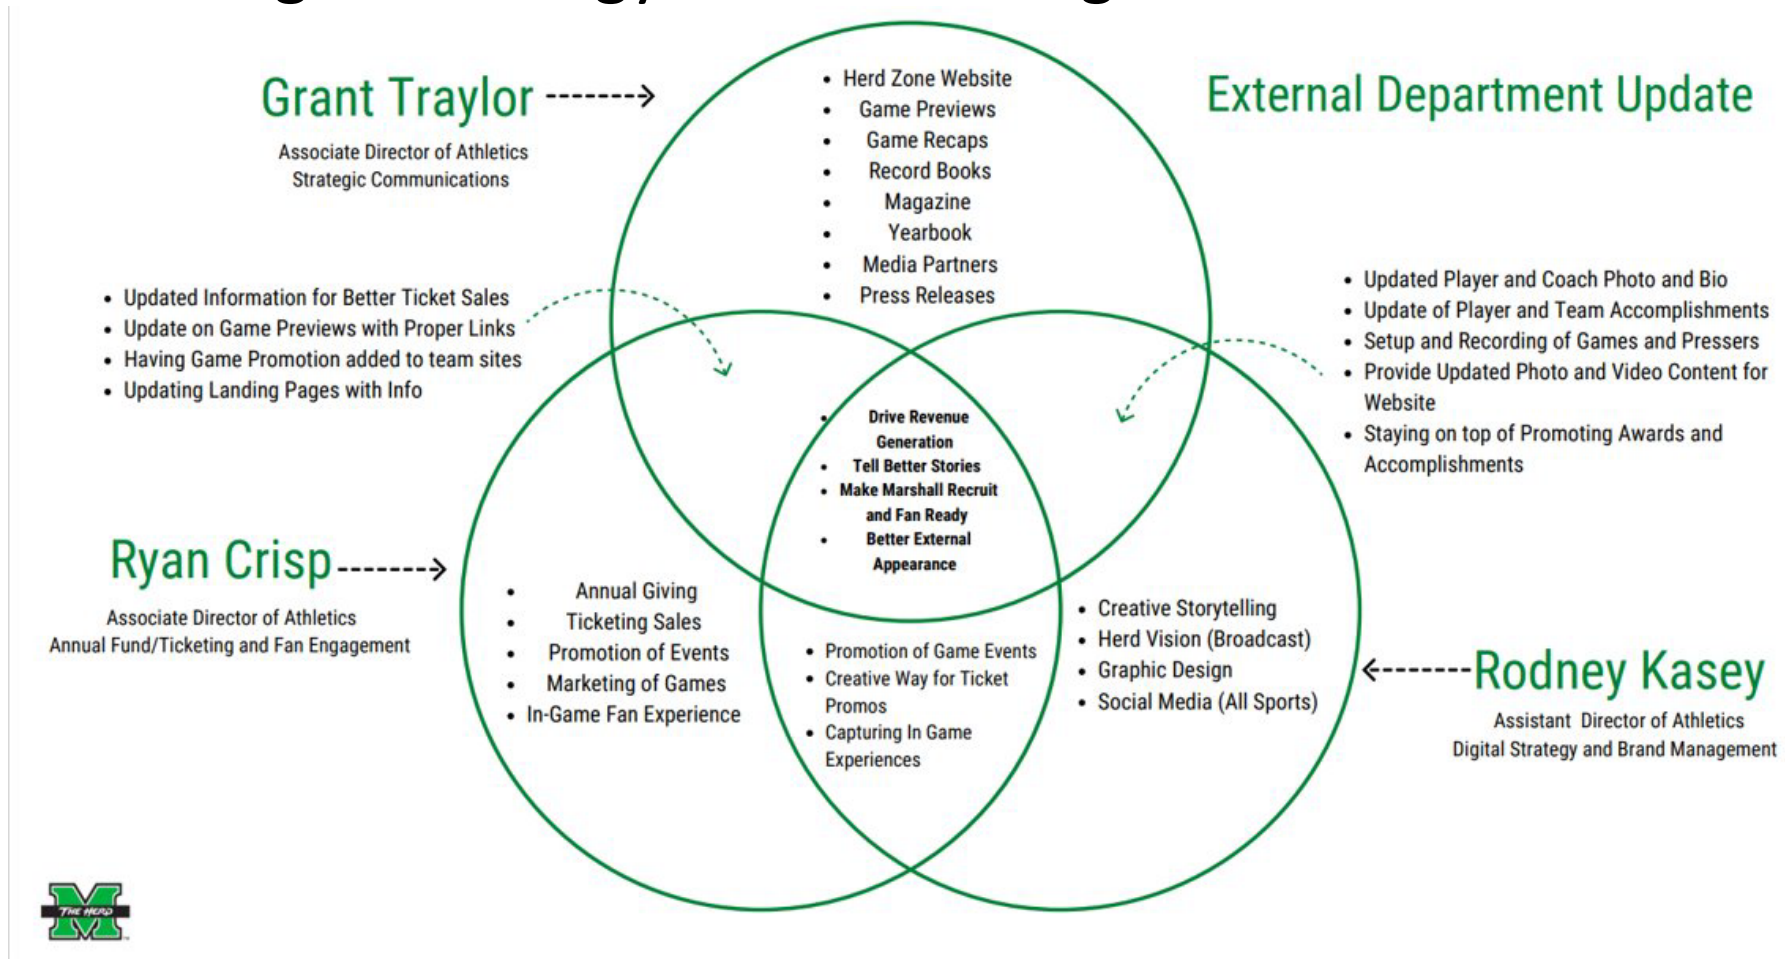 Grant Traylor
Associate Director of Athletics
Strategic Communications
External Department Update
• Herd Zone Website
• Game Previews
• Game Recaps
• Record Books
• Magazine
• Yearbook
• Media Partners
• Press Releases
• Updated Information for Better Ticket Sales
• Update on Game Previews with Proper Links
• Having Game Promotion added to team sites
• Updating Landing Pages with Info
• Updated Player and Coach Photo and Bio
• Update of Player and Team Accomplishments
• Setup and Recording of Games and Pressers
• Provide Updated Photo and Video Content for
Website
• Staying on top of Promoting Awards and
Accomplishments
• Drive Revenue
Generation
• Tell Better Stories
• Make Marshall Recruit
and Fan Ready
• Better External
Appearance
Ryan Crisp
Associate Director of Athletics
Annual Fund/Ticketing and Fan Engagement
• Annual Giving
• Ticketing Sales
• Promotion of Events
• Marketing of Games
• In-Game Fan Experience
• Promotion of Game Events
• Creative Way for Ticket
Promos
• Capturing In Game
Experiences
• Creative Storytelling
• Herd Vision (Broadcast)
• Graphic Design
• Social Media (All Sports)
Rodney Kasey
Assistant Director of Athletics
Digital Strategy and Brand Management
M
THE HERD